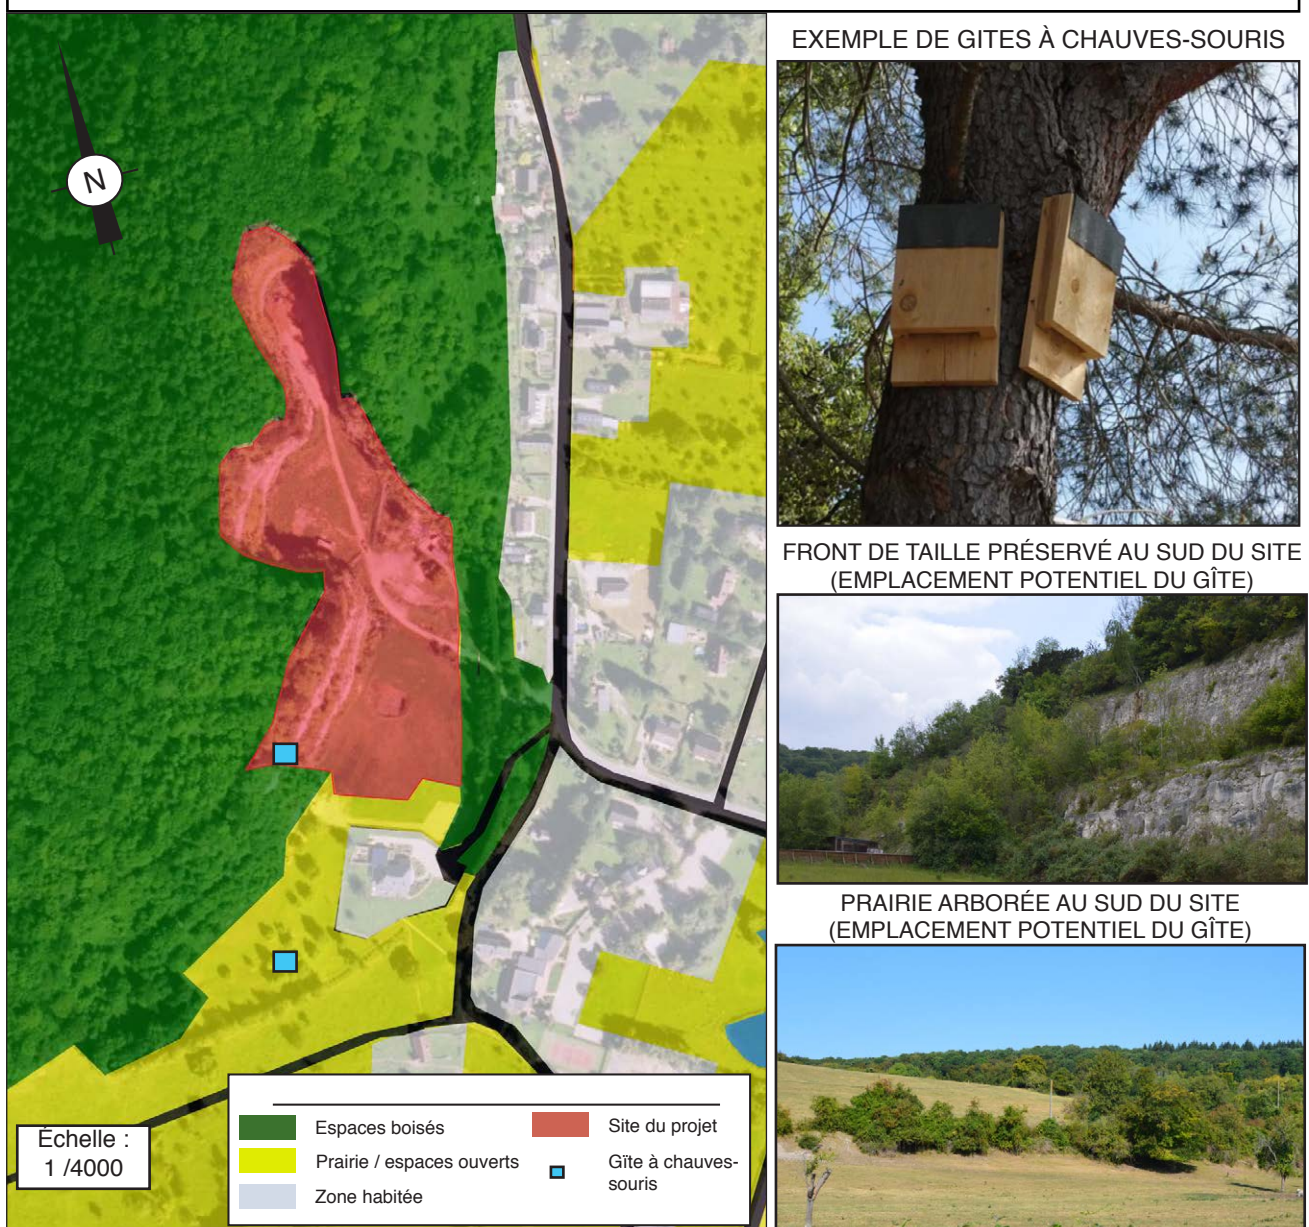 N
EXEMPLE DE GITES À CHAUVES-SOURIS
FRONT DE TAILLE PRÉSERVÉ AU SUD DU SITE
(EMPLACEMENT POTENTIEL DU GÎTE)
PRAIRIE ARBORÉE AU SUD DU SITE
(EMPLACEMENT POTENTIEL DU GÎTE)
Échelle :
1 /4000
Espaces boisés
Prairie / espaces ouverts
Zone habitée
Site du projet
Gîte à chauves-
souris